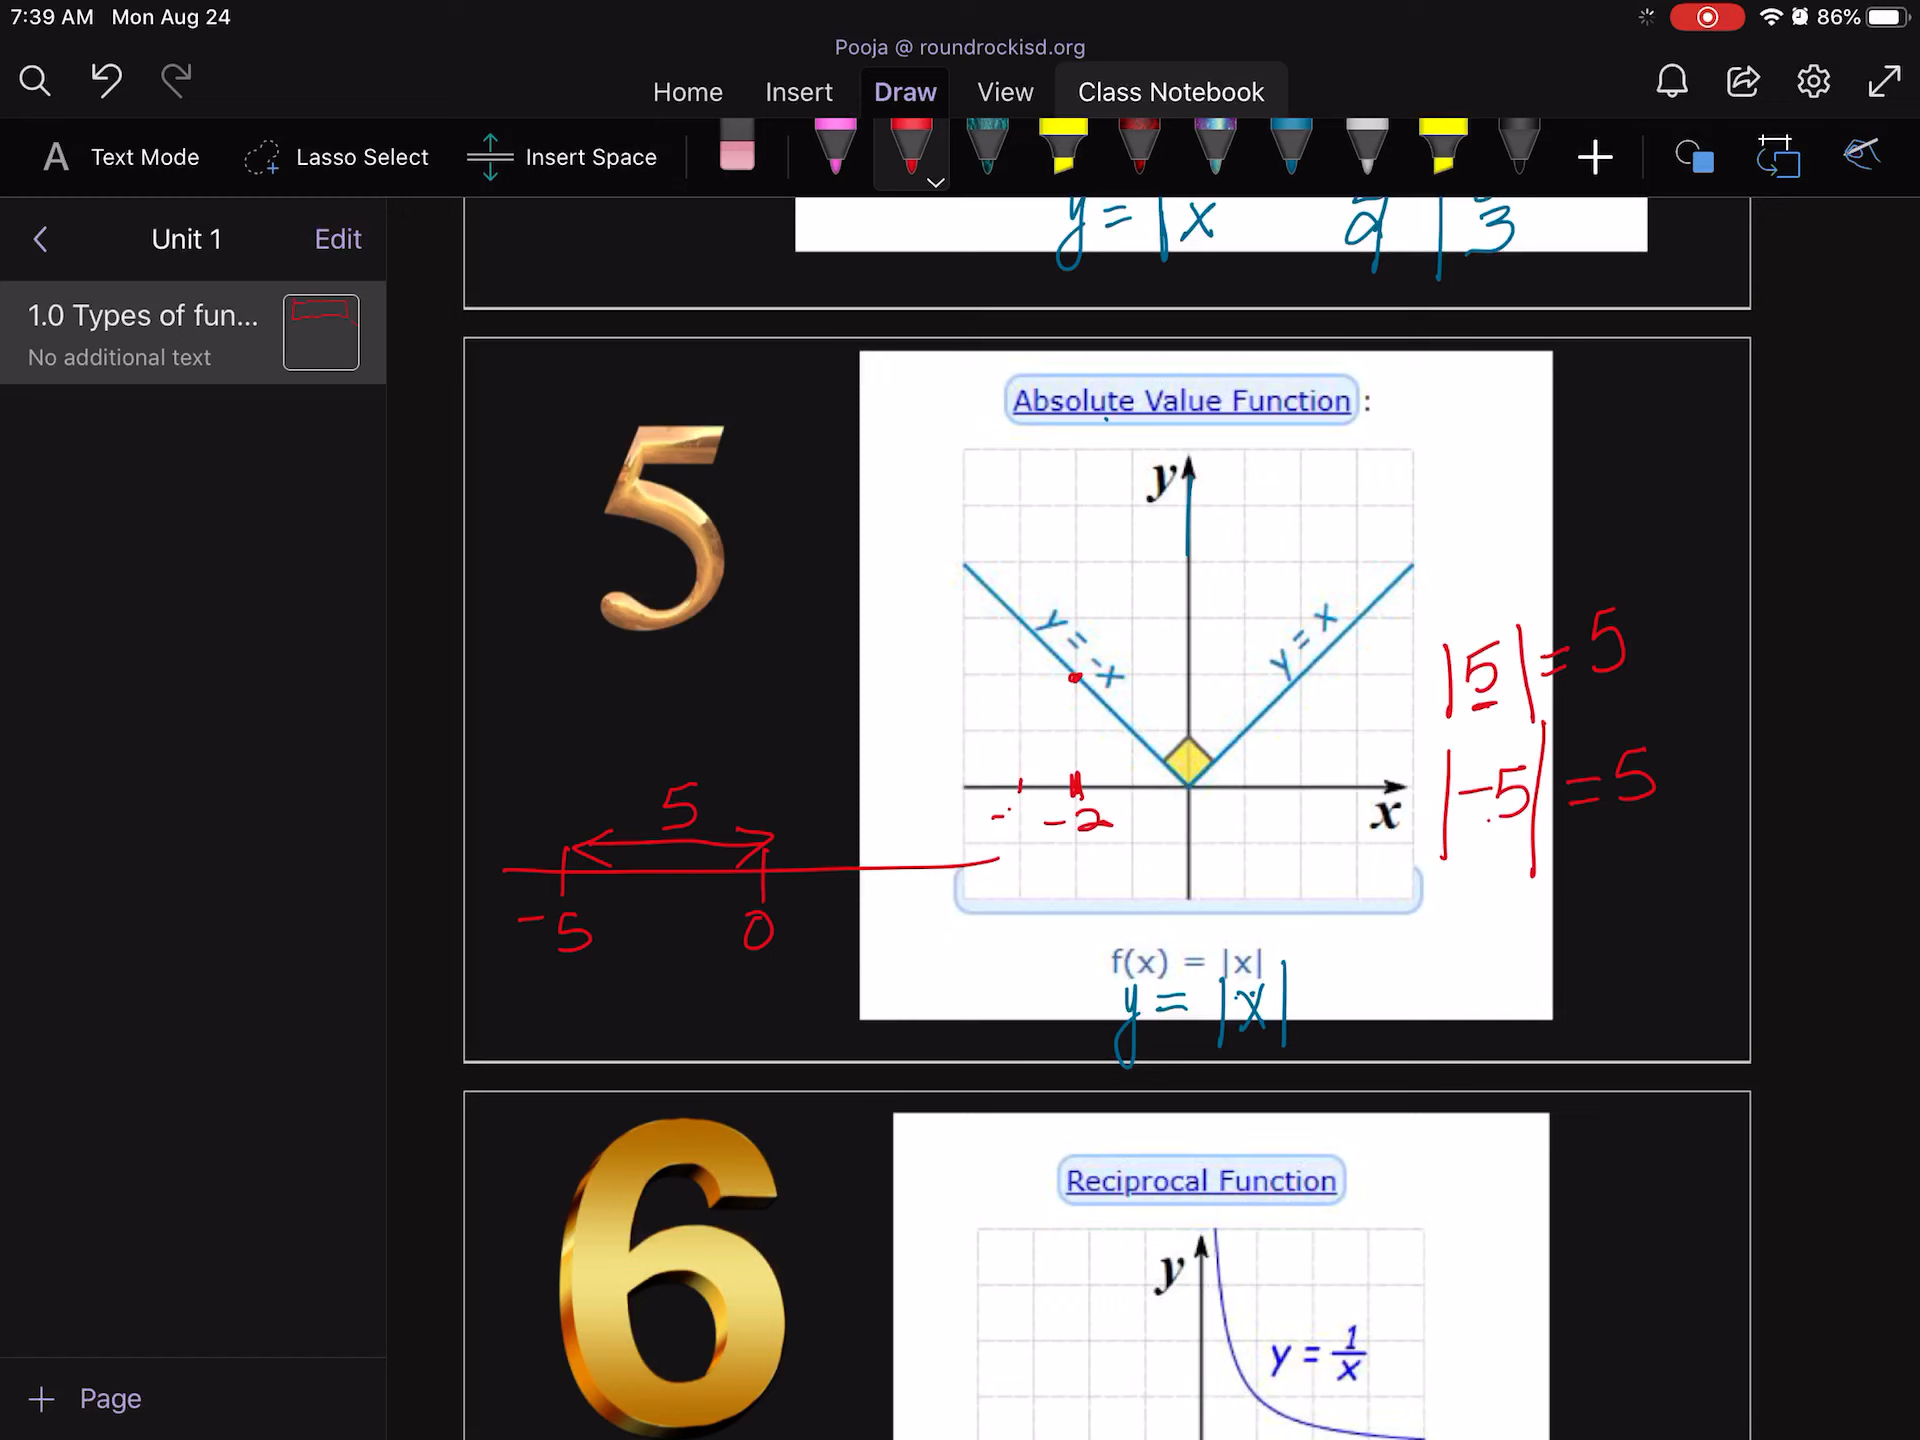 7:39 AM Mon Aug 24
86%
Pooja @ roundrockisd.org
Home Insert Draw View Class Notebook
A Text Mode Lasso Select Insert Space
Unit 1 Edit
1.0 Types of fun...
No additional text
y = |x 2 | 3
Absolute Value Function :
5
y
y = -x
y = x
|5| = 5
|-5| = 5
- -2
x
5
-5 0
f(x) = |x|
y = |x|
6
Reciprocal Function
y
y = 1/x
+ Page